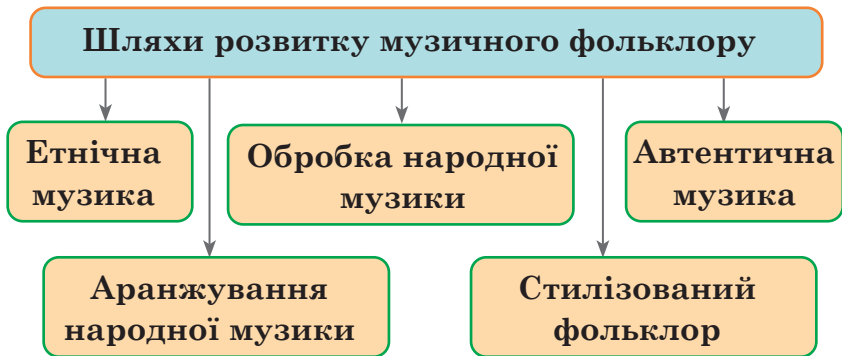 Шляхи розвитку музичного фольклору
Етнічна
музика
Обробка народної
музики
Автентична
музика
Аранжування
народної музики
Стилізований
фольклор